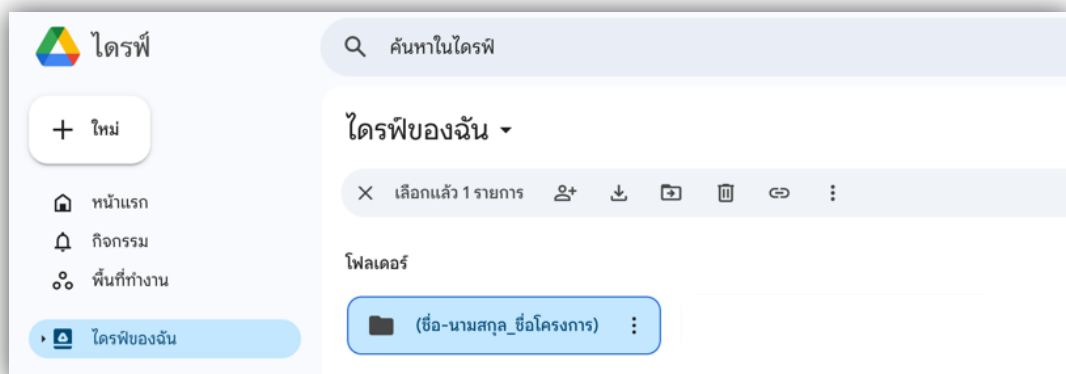 ไดรฟ์
ค้นหาในไดรฟ์
ใหม่
ไดรฟ์ของฉัน
เลือกแล้ว 1 รายการ
หน้าแรก
กิจกรรม
โฟลเดอร์
พื้นที่ทำงาน
(ชื่อ-นามสกุล_ชื่อโครงการ)
ไดรฟ์ของฉัน